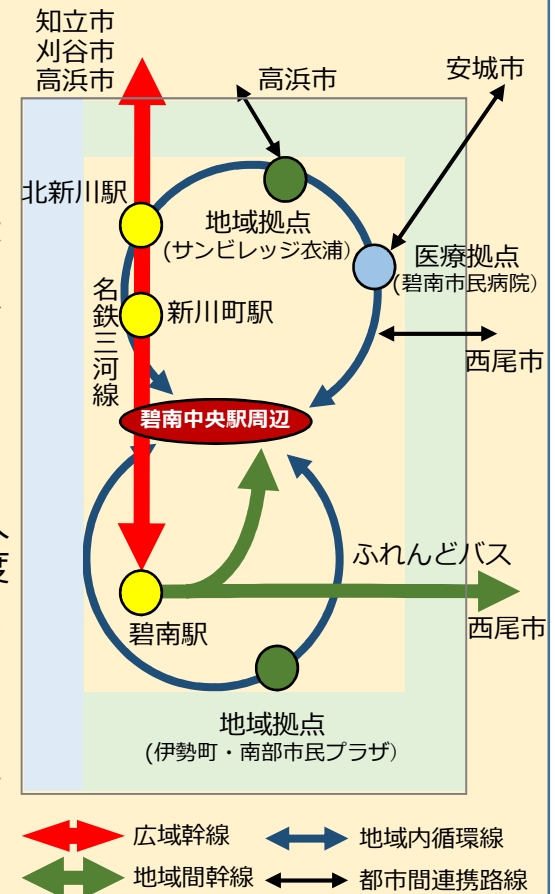 知立市
刈谷市
高浜市
高浜市
安城市
北新川駅
地域拠点
(サンビレッジ衣浦)
医療拠点
(碧南市民病院)
名鉄三河線
新川町駅
西尾市
碧南中央駅周辺
ふれんどバス
碧南駅
西尾市
地域拠点
(伊勢町・南部市民プラザ)
広域幹線
地域内循環線
地域間幹線
都市間連携路線